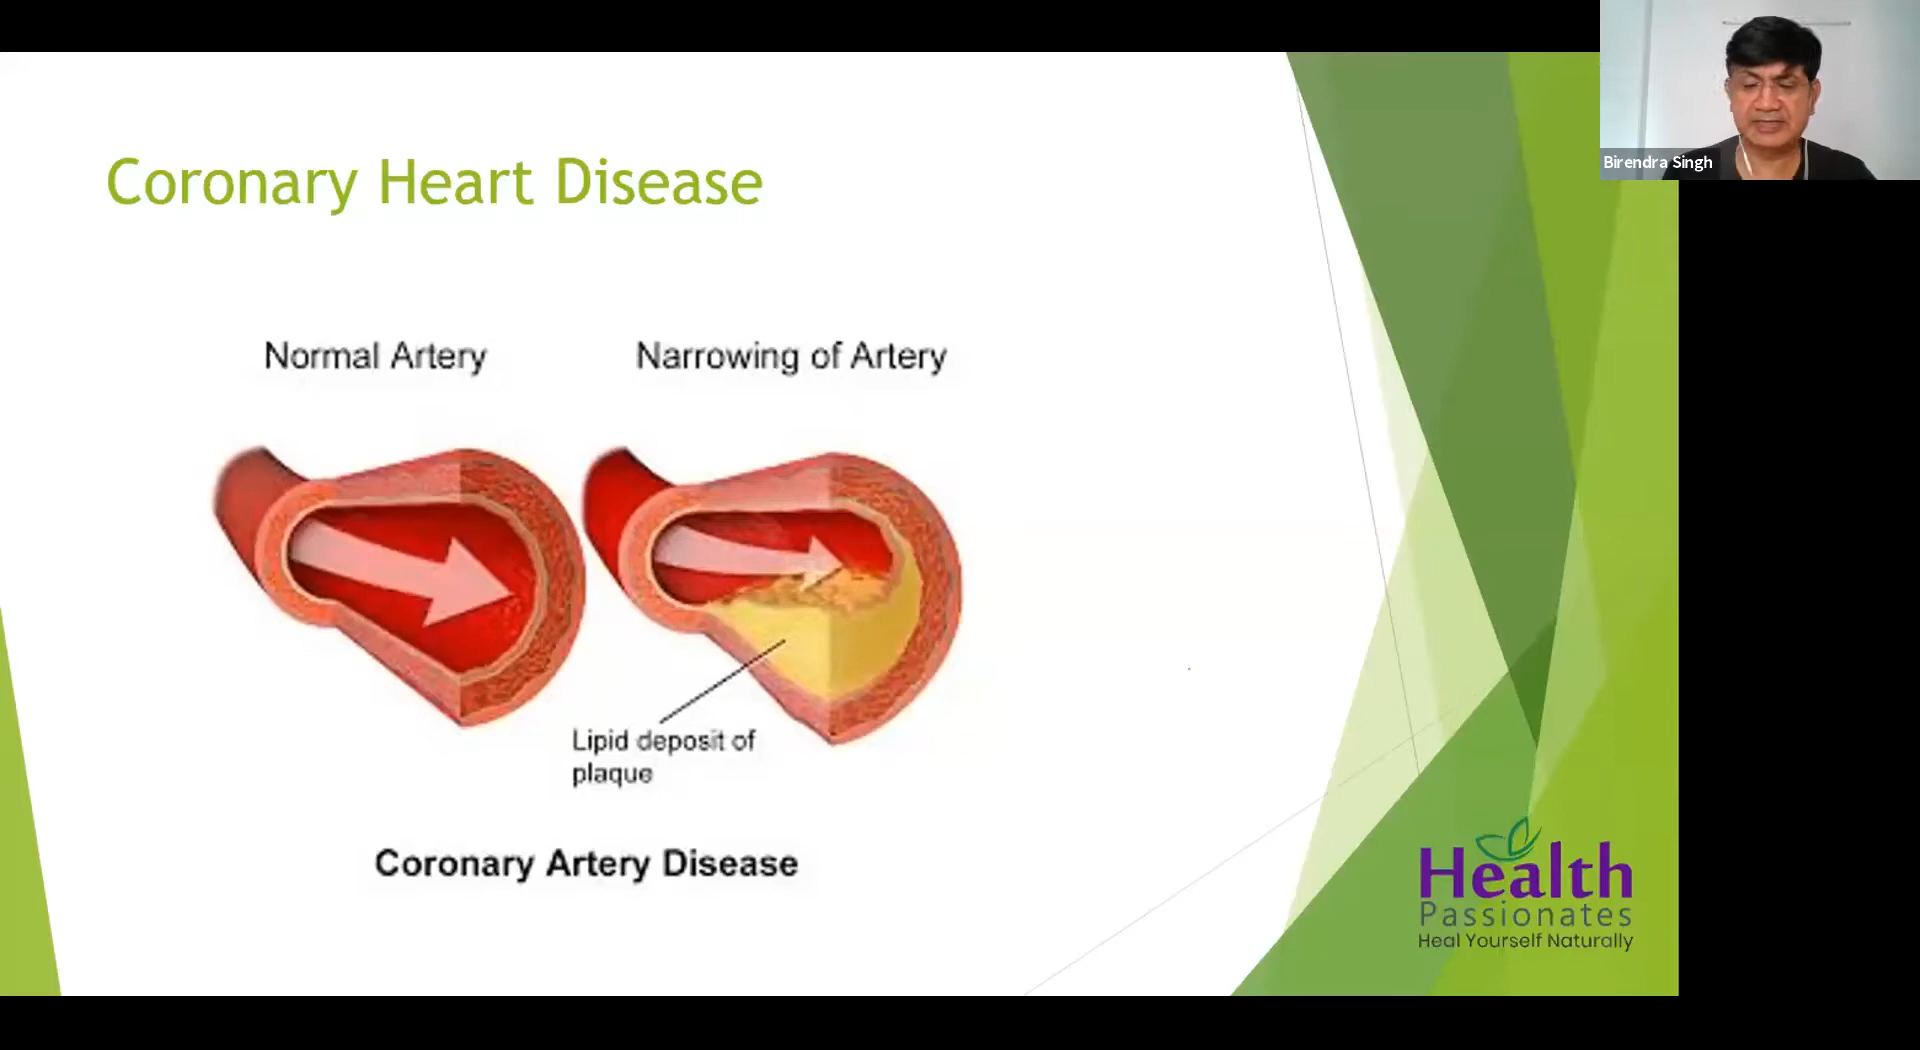 Birendra Singh
Coronary Heart Disease
Normal Artery
Narrowing of Artery
Lipid deposit of
plaque
Coronary Artery Disease
Health
Passionates
Heal Yourself Naturally